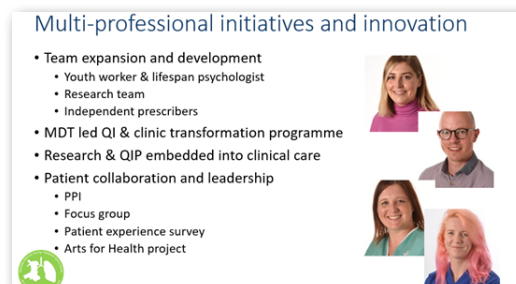 Multi-professional initiatives and innovation
• Team expansion and development
• Youth worker & lifespan psychologist
• Research team
• Independent prescribers
• MDT led QI & clinic transformation programme
• Research & QIP embedded into clinical care
• Patient collaboration and leadership
• PPI
• Focus group
• Patient experience survey
• Arts for Health project